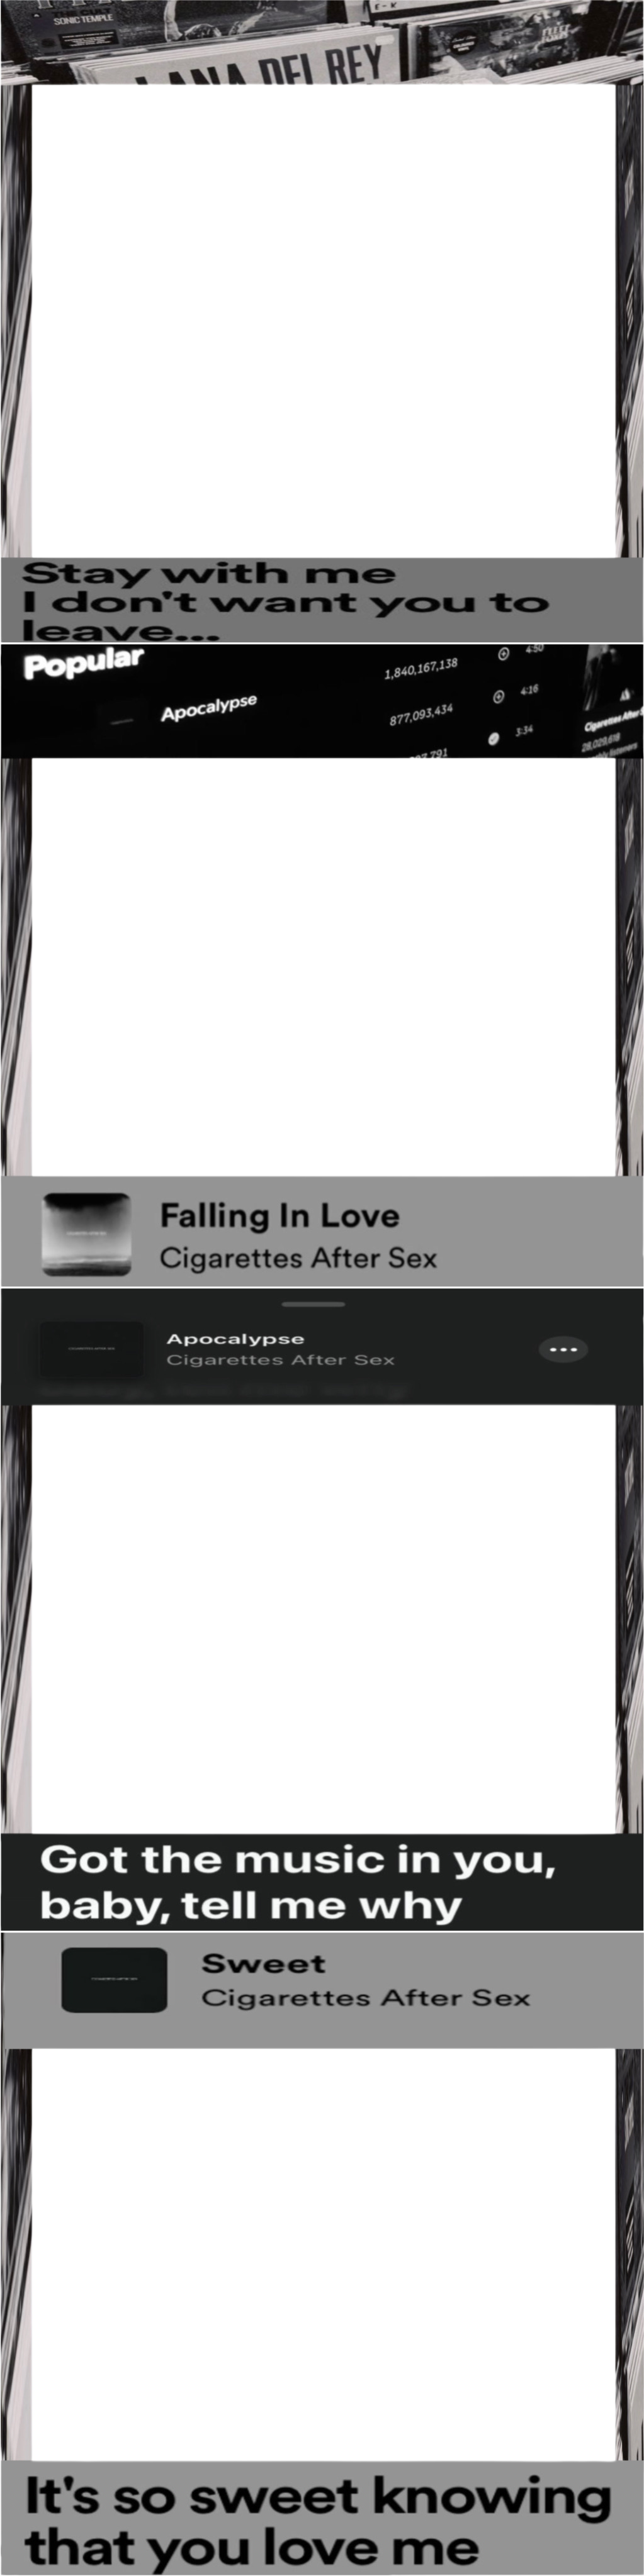 SONIC TEMPLE
E - K
LANA DEL REY
Stay with me
I don't want you to
leave...
Popular
1,840,167,138
4:50
Apocalypse
877,093,434
4:16
3:34
Cigarettes After S
28,029,618
listeners
Falling In Love
Cigarettes After Sex
Apocalypse
Cigarettes After Sex
Got the music in you,
baby, tell me why
Sweet
Cigarettes After Sex
It's so sweet knowing
that you love me